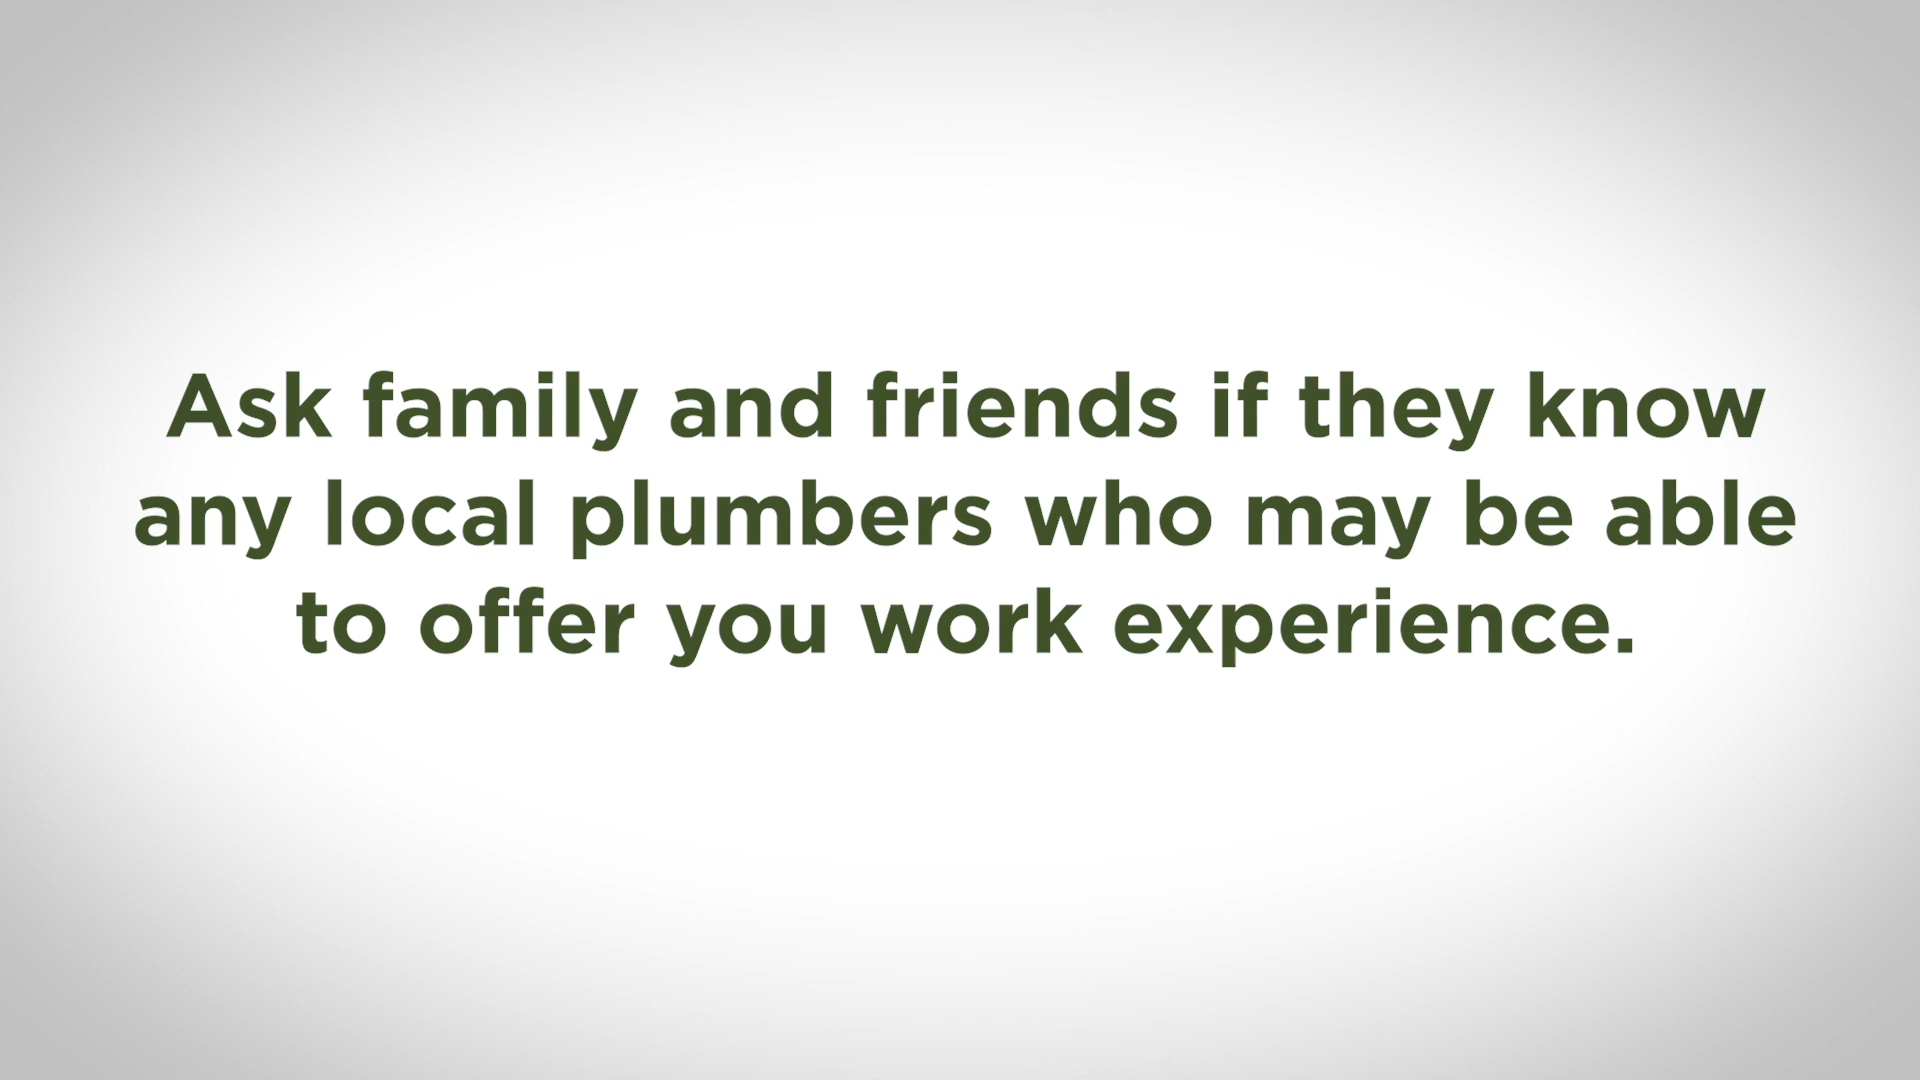 Ask family and friends if they know
any local plumbers who may be able
to offer you work experience.